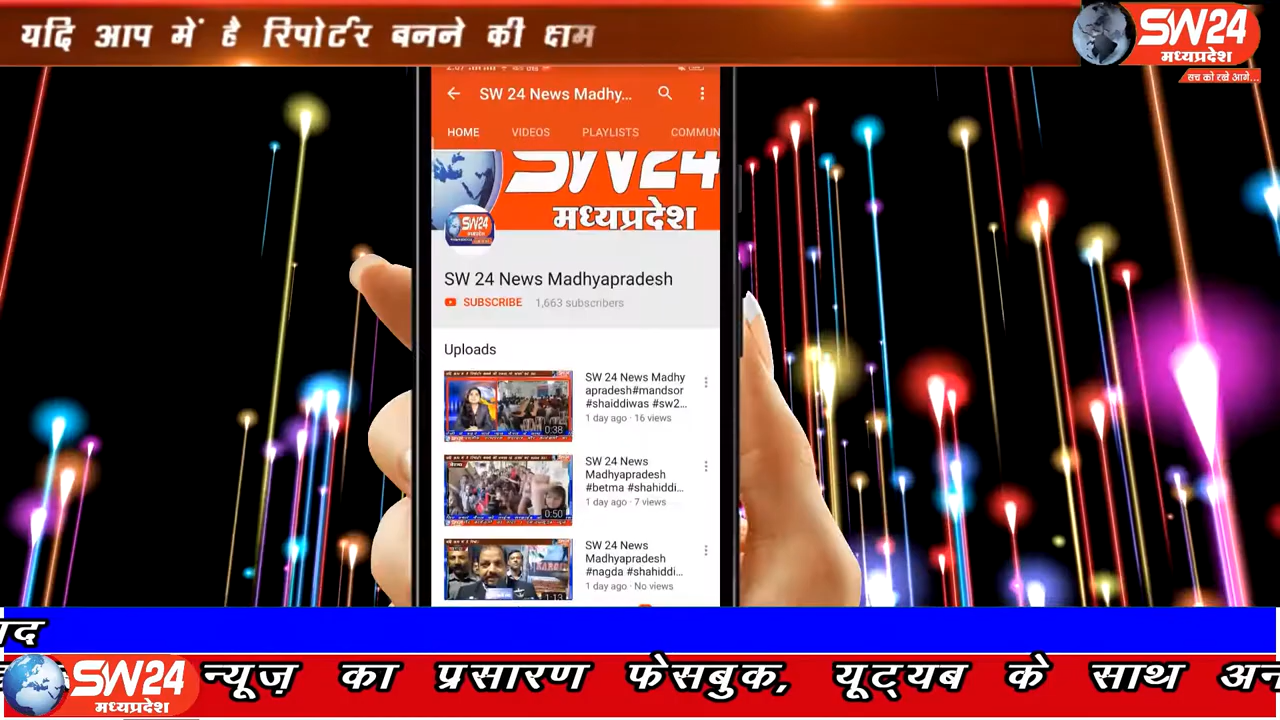 यदि आप में है रिपोर्टर बनने की क्षम
SW24
मध्यप्रदेश
सच को रखे आगे...
SW 24 News Madhy...
HOME VIDEOS PLAYLISTS COMMUN
SW24
मध्यप्रदेश
SW24
SW 24 News Madhyapradesh
SUBSCRIBE 1,663 subscribers
Uploads
SW 24 News Madhy
apradesh#mandsor
#shaiddiwas #sw2...
1 day ago · 16 views
0:38
SW 24 News
Madhyapradesh
#betma #shahiddi...
1 day ago · 7 views
0:50
SW 24 News
Madhyapradesh
#nagda #shahiddi...
1 day ago · No views
1:13
द
SW24
मध्यप्रदेश
न्यूज़ का प्रसारण फेसबुक, यूट्यब के साथ अन